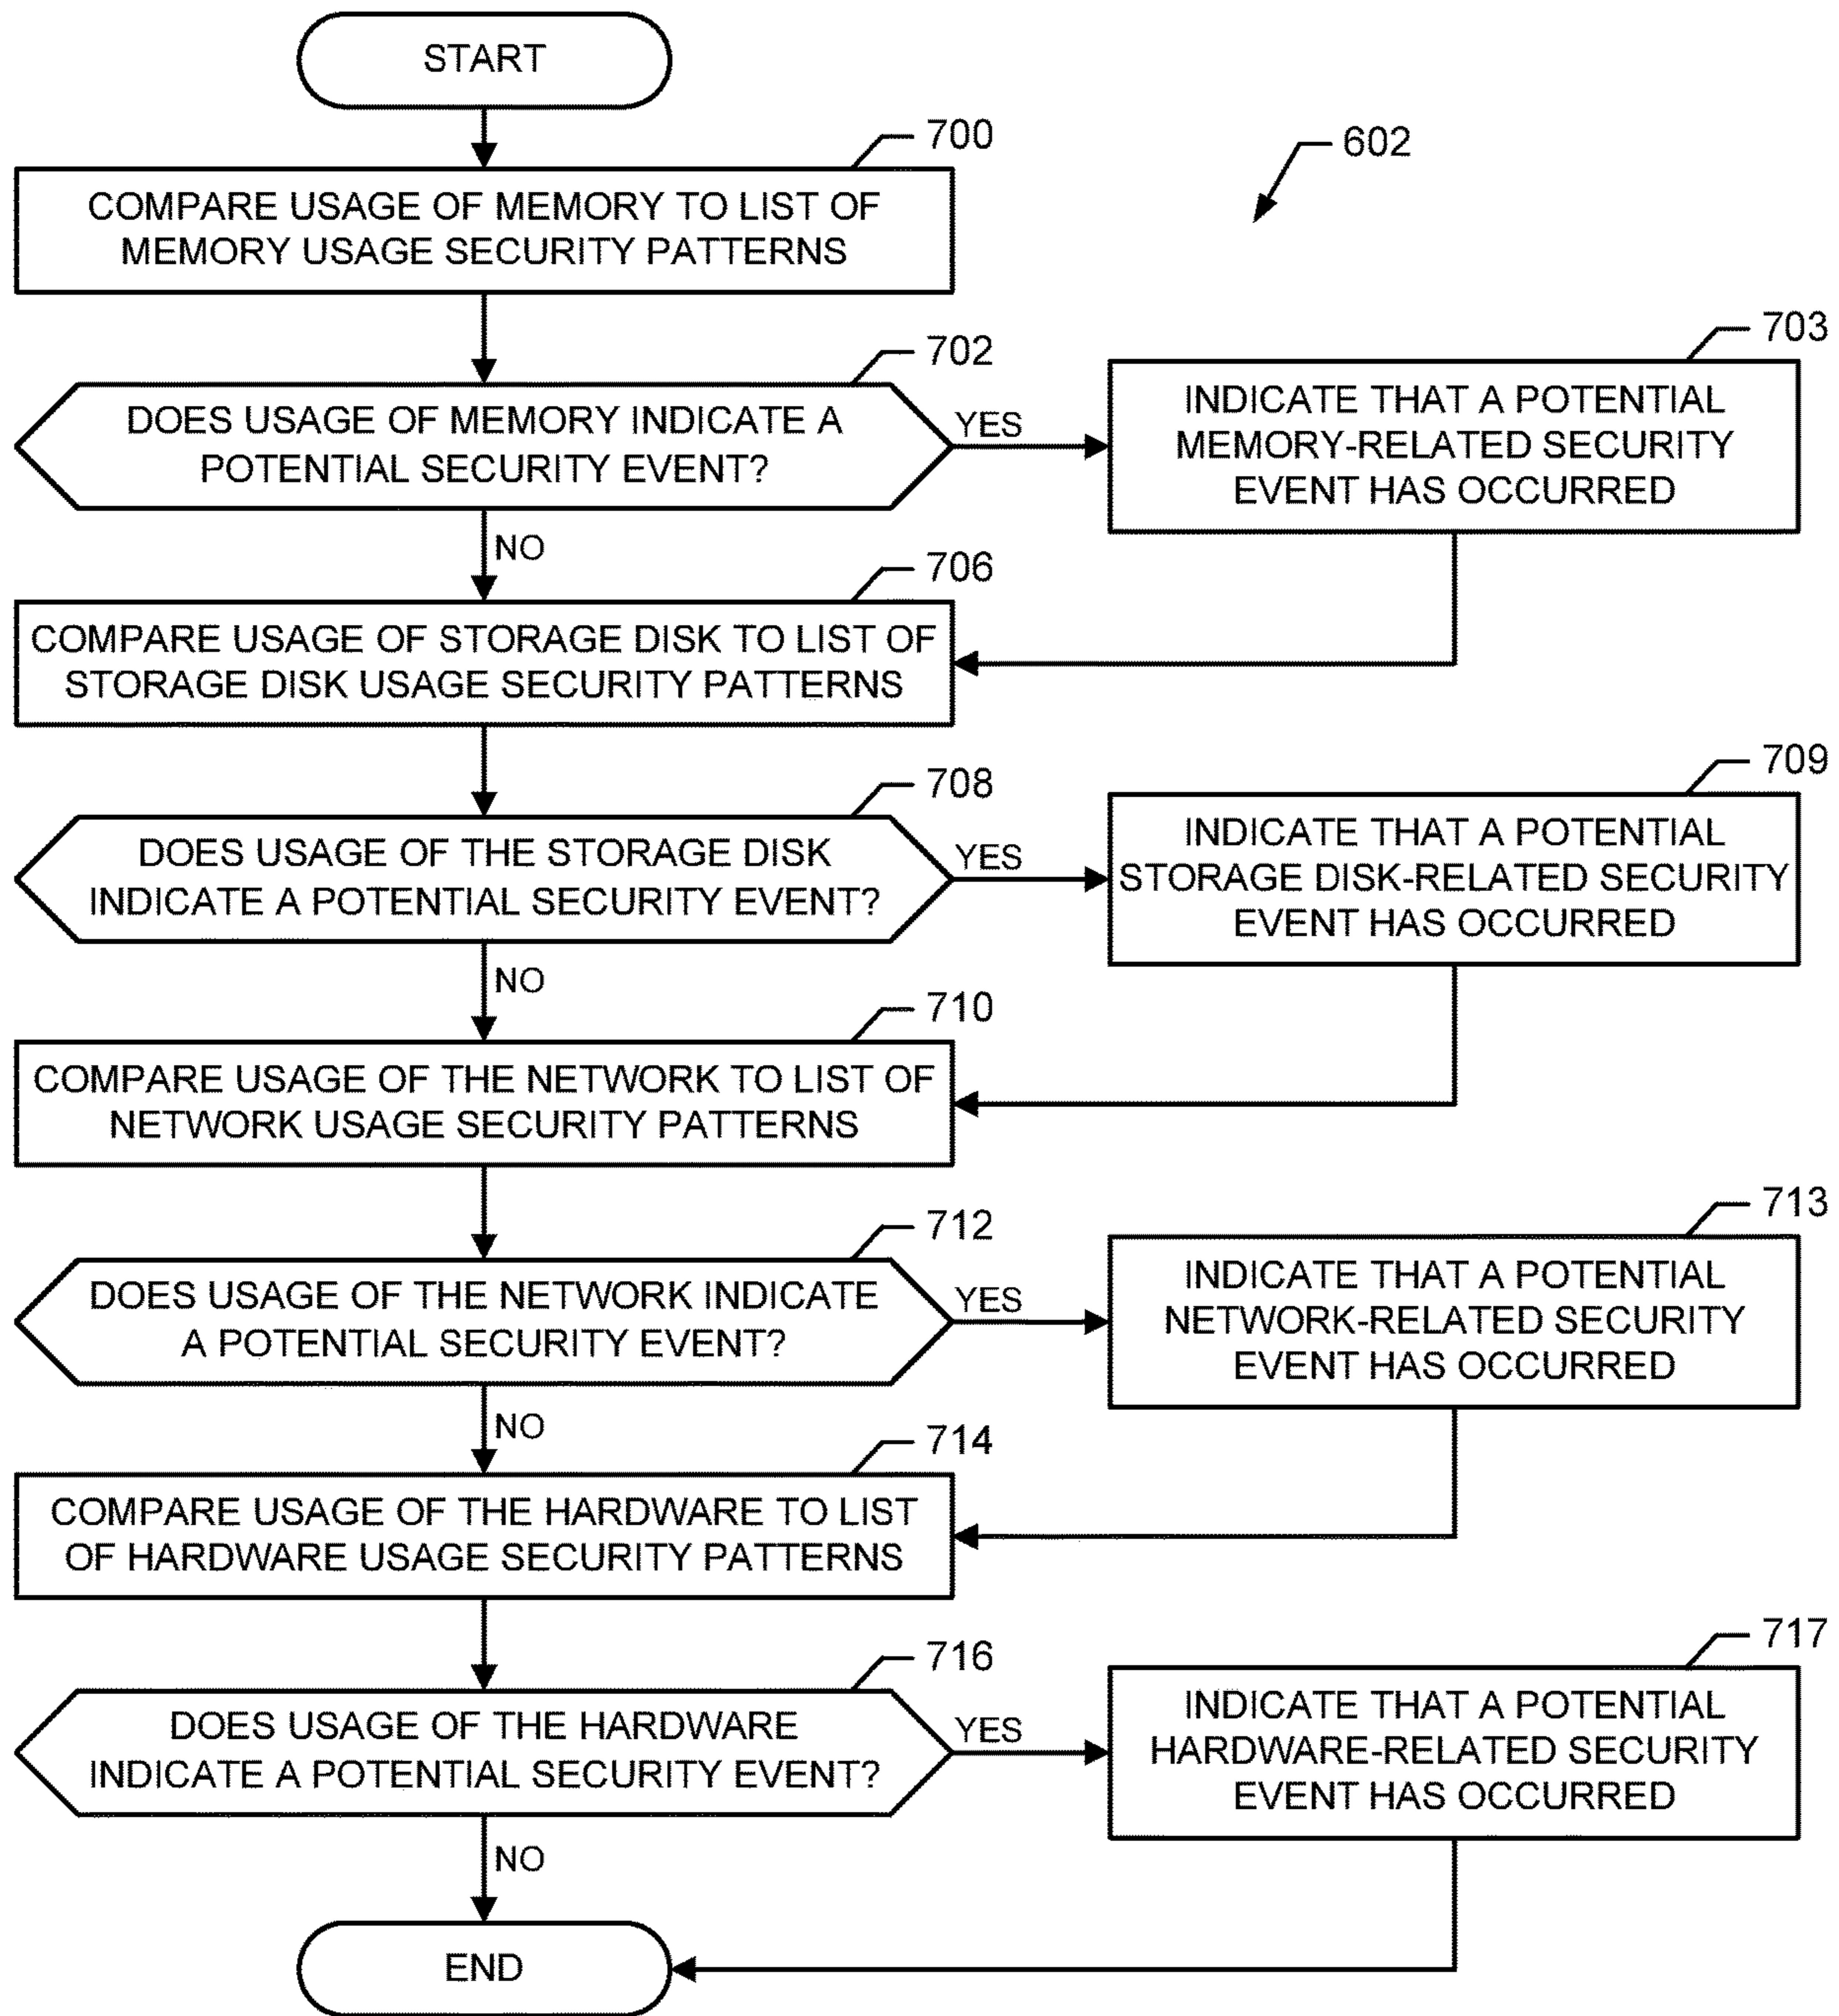 START
700
602
COMPARE USAGE OF MEMORY TO LIST OF
MEMORY USAGE SECURITY PATTERNS
702
DOES USAGE OF MEMORY INDICATE A
POTENTIAL SECURITY EVENT?
YES
703
INDICATE THAT A POTENTIAL
MEMORY-RELATED SECURITY
EVENT HAS OCCURRED
NO
706
COMPARE USAGE OF STORAGE DISK TO LIST OF
STORAGE DISK USAGE SECURITY PATTERNS
708
DOES USAGE OF THE STORAGE DISK
INDICATE A POTENTIAL SECURITY EVENT?
YES
709
INDICATE THAT A POTENTIAL
STORAGE DISK-RELATED SECURITY
EVENT HAS OCCURRED
NO
710
COMPARE USAGE OF THE NETWORK TO LIST OF
NETWORK USAGE SECURITY PATTERNS
712
DOES USAGE OF THE NETWORK INDICATE
A POTENTIAL SECURITY EVENT?
YES
713
INDICATE THAT A POTENTIAL
NETWORK-RELATED SECURITY
EVENT HAS OCCURRED
NO
714
COMPARE USAGE OF THE HARDWARE TO LIST
OF HARDWARE USAGE SECURITY PATTERNS
716
DOES USAGE OF THE HARDWARE
INDICATE A POTENTIAL SECURITY EVENT?
YES
717
INDICATE THAT A POTENTIAL
HARDWARE-RELATED SECURITY
EVENT HAS OCCURRED
NO
END